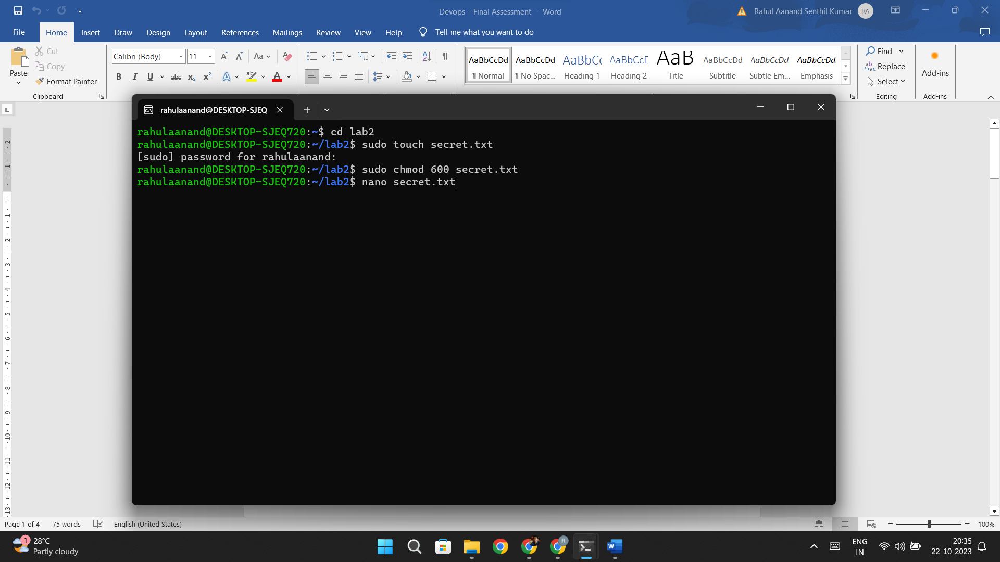 Devops – Final Assessment - Word
Rahul Aanand Senthil Kumar
RA
File
Home
Insert
Draw
Design
Layout
References
Mailings
Review
View
Help
Tell me what you want to do
Paste
Cut
Copy
Format Painter
Clipboard
Calibri (Body)
11
AaBbCcDd
¶ Normal
AaBbCcDd
¶ No Spac...
AaBbCc
Heading 1
AaBbCcD
Heading 2
AaB
Title
AaBbCcDd
Subtitle
AaBbCcDd
Subtle Em...
AaBbCcDd
Emphasis
Find
Replace
Select
Editing
Add-ins
Add-ins
rahulaanand@DESKTOP-SJEQ
rahulaanand@DESKTOP-SJEQ720:~$ cd lab2
rahulaanand@DESKTOP-SJEQ720:~/lab2$ sudo touch secret.txt
[sudo] password for rahulaanand:
rahulaanand@DESKTOP-SJEQ720:~/lab2$ sudo chmod 600 secret.txt
rahulaanand@DESKTOP-SJEQ720:~/lab2$ nano secret.txt
Page 1 of 4
75 words
English (United States)
100%
1
28°C
Partly cloudy
ENG
IN
20:35
22-10-2023